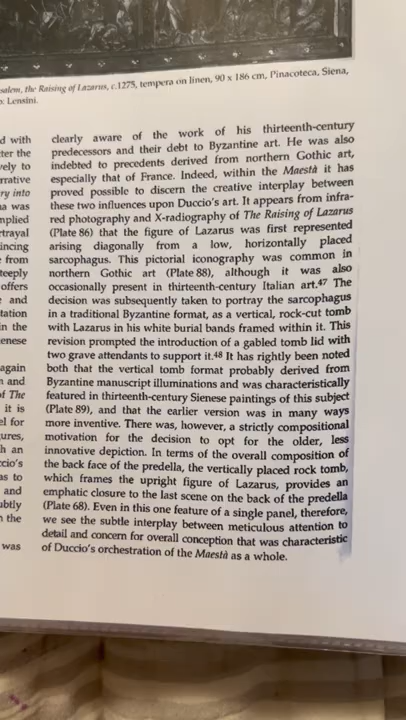 salem, the Raising of Lazarus, c.1275, tempera on linen, 90 x 186 cm, Pinacoteca, Siena,
Lensini.
d with
ter the
vely to
rrative
ry into
a was
mplied
rtrayal
incing
from
teeply
offers
and
tation
in the
enese
again
n and
of The
it is
el for
ures,
h an
ccio's
as to
and
ubtly
n the
was
clearly aware of the work of his thirteenth-century
predecessors and their debt to Byzantine art. He was also
indebted to precedents derived from northern Gothic art,
especially that of France. Indeed, within the Maestà it has
proved possible to discern the creative interplay between
these two influences upon Duccio's art. It appears from infra-
red photography and X-radiography of The Raising of Lazarus
(Plate 86) that the figure of Lazarus was first represented
arising diagonally from a low, horizontally placed
sarcophagus. This pictorial iconography was common in
northern Gothic art (Plate 88), although it was also
occasionally present in thirteenth-century Italian art.47 The
decision was subsequently taken to portray the sarcophagus
in a traditional Byzantine format, as a vertical, rock-cut tomb
with Lazarus in his white burial bands framed within it. This
revision prompted the introduction of a gabled tomb lid with
two grave attendants to support it.48 It has rightly been noted
both that the vertical tomb format probably derived from
Byzantine manuscript illuminations and was characteristically
featured in thirteenth-century Sienese paintings of this subject
(Plate 89), and that the earlier version was in many ways
more inventive. There was, however, a strictly compositional
motivation for the decision to opt for the older, less
innovative depiction. In terms of the overall composition of
the back face of the predella, the vertically placed rock tomb,
which frames the upright figure of Lazarus, provides an
emphatic closure to the last scene on the back of the predella
(Plate 68). Even in this one feature of a single panel, therefore,
we see the subtle interplay between meticulous attention to
detail and concern for overall conception that was characteristic
of Duccio's orchestration of the Maestà as a whole.